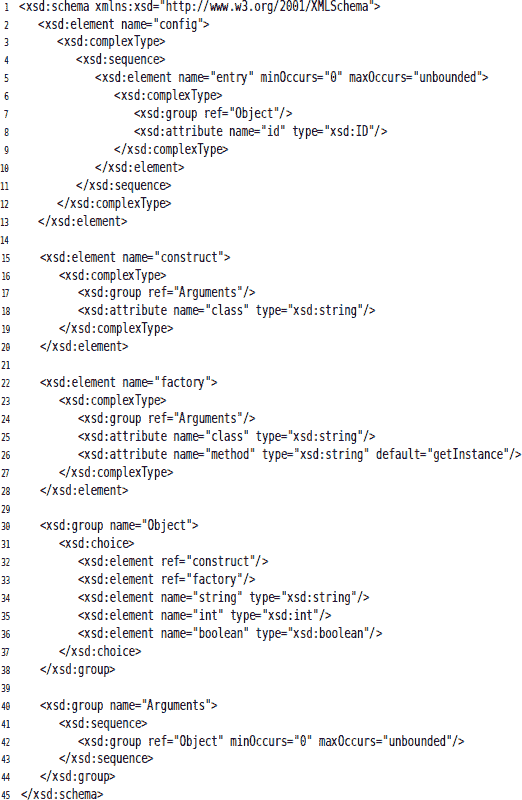 1 <xsd:schema xmlns:xsd="http://www.w3.org/2001/XMLSchema">
2 <xsd:element name="config">
3 <xsd:complexType>
4 <xsd:sequence>
5 <xsd:element name="entry" minOccurs="0" maxOccurs="unbounded">
6 <xsd:complexType>
7 <xsd:group ref="Object"/>
8 <xsd:attribute name="id" type="xsd:ID"/>
9 </xsd:complexType>
10 </xsd:element>
11 </xsd:sequence>
12 </xsd:complexType>
13 </xsd:element>
14
15 <xsd:element name="construct">
16 <xsd:complexType>
17 <xsd:group ref="Arguments"/>
18 <xsd:attribute name="class" type="xsd:string"/>
19 </xsd:complexType>
20 </xsd:element>
21
22 <xsd:element name="factory">
23 <xsd:complexType>
24 <xsd:group ref="Arguments"/>
25 <xsd:attribute name="class" type="xsd:string"/>
26 <xsd:attribute name="method" type="xsd:string" default="getInstance"/>
27 </xsd:complexType>
28 </xsd:element>
29
30 <xsd:group name="Object">
31 <xsd:choice>
32 <xsd:element ref="construct"/>
33 <xsd:element ref="factory"/>
34 <xsd:element name="string" type="xsd:string"/>
35 <xsd:element name="int" type="xsd:int"/>
36 <xsd:element name="boolean" type="xsd:boolean"/>
37 </xsd:choice>
38 </xsd:group>
39
40 <xsd:group name="Arguments">
41 <xsd:sequence>
42 <xsd:group ref="Object" minOccurs="0" maxOccurs="unbounded"/>
43 </xsd:sequence>
44 </xsd:group>
45 </xsd:schema>